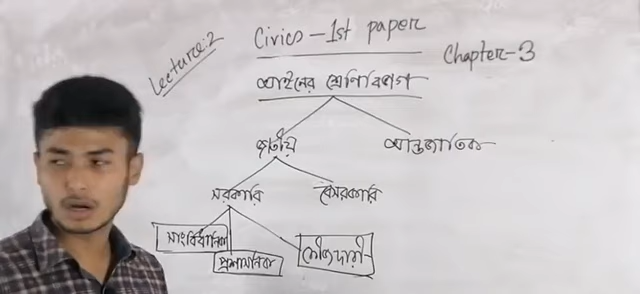 Lecture:2
Civics - 1st paper
Chapter-3
আইনের শ্রেণিবিভাগ
জাতীয় আন্তর্জাতিক
সরকারি বেসরকারি
সাংবিধানিক
প্রশাসনিক ফৌজদারী